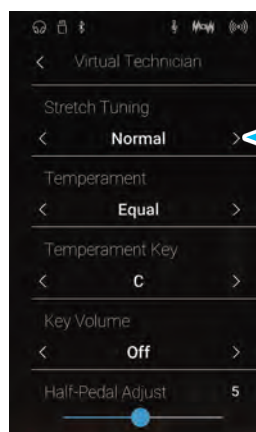 Virtual Technician
Stretch Tuning
Normal
Temperament
Equal
Temperament Key
C
Key Volume
Off
Half-Pedal Adjust 5